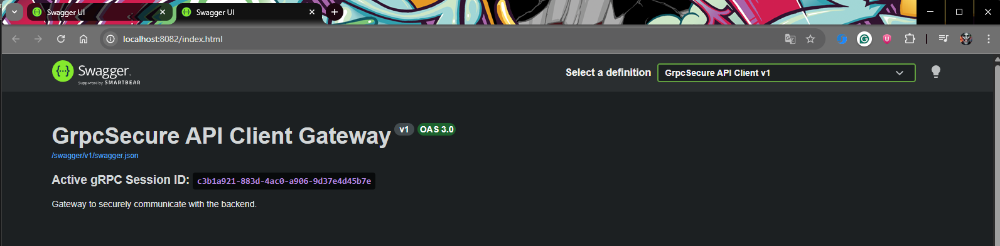 Swagger UI
Swagger UI
localhost:8082/index.html
Swagger
Supported by SMARTBEAR
Select a definition
GrpcSecure API Client v1
GrpcSecure API Client Gateway v1 OAS 3.0
/swagger/v1/swagger.json
Active gRPC Session ID: c3b1a921-883d-4ac0-a906-9d37e4d45b7e
Gateway to securely communicate with the backend.